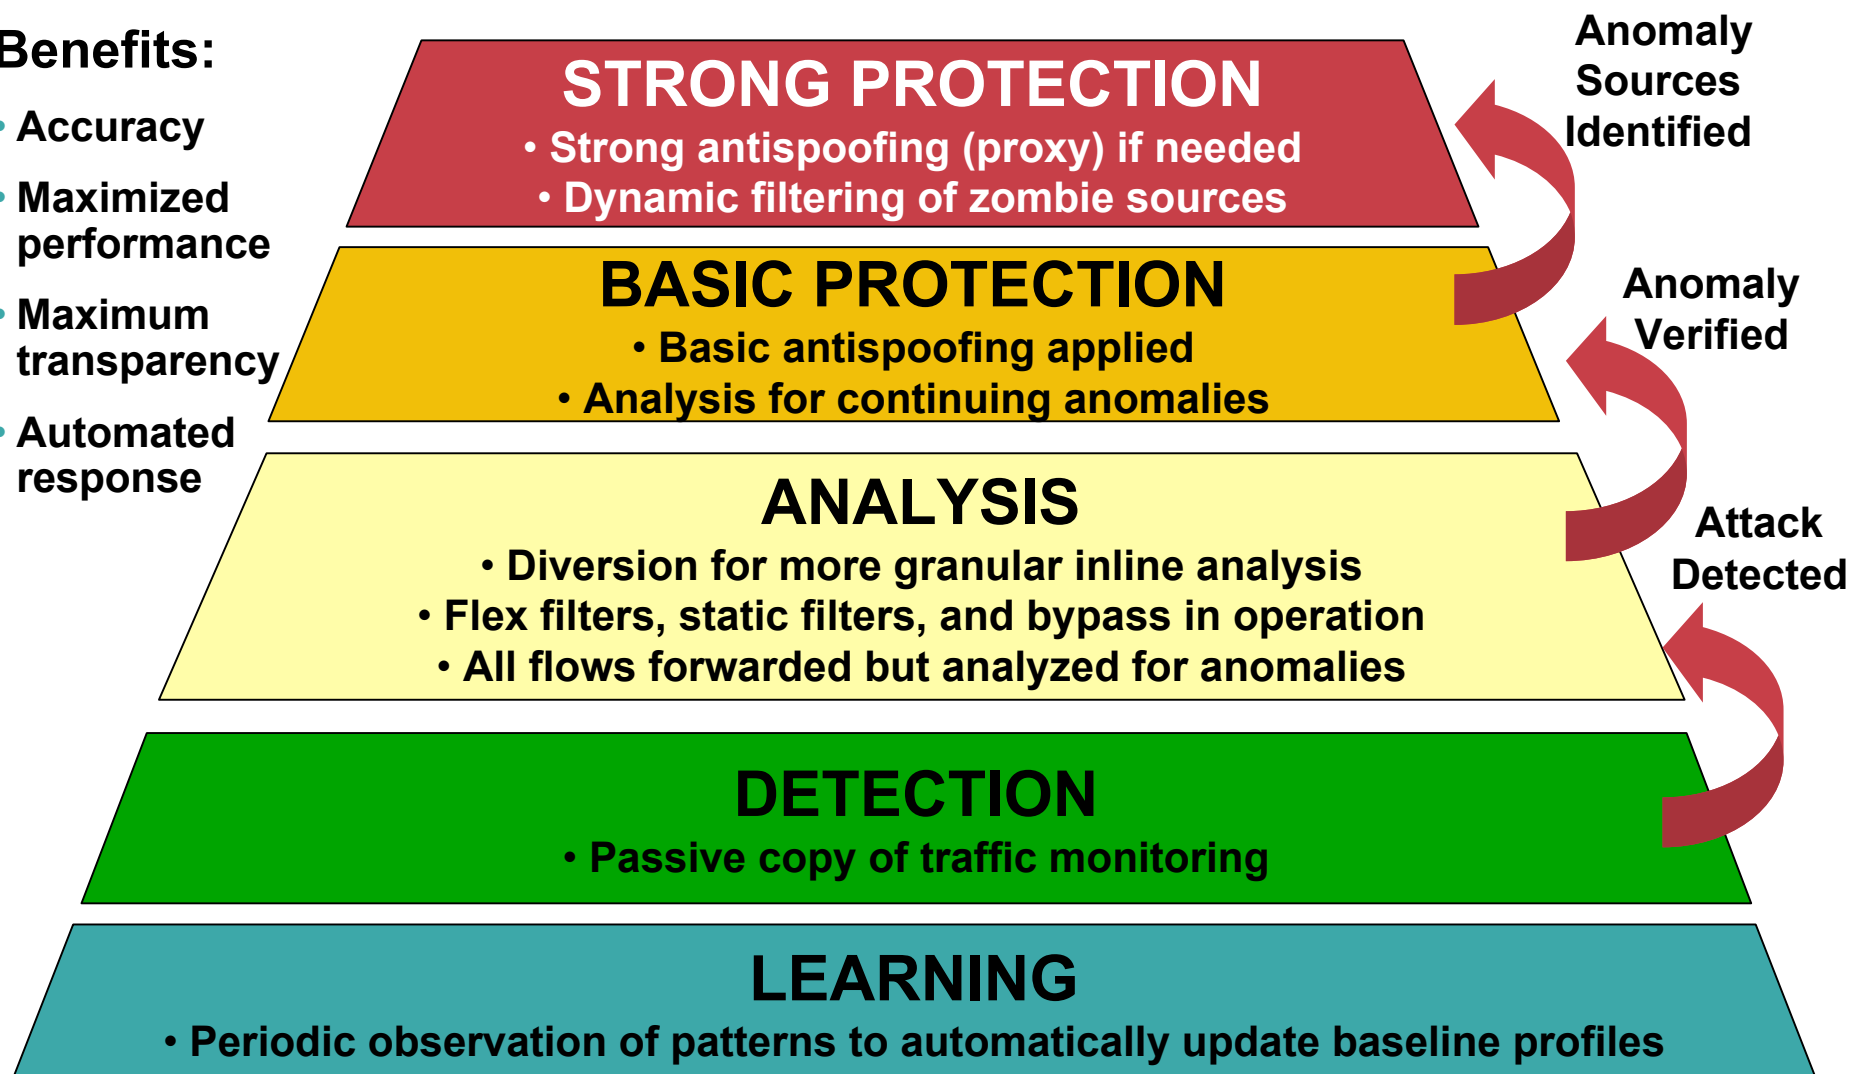 Benefits:
• Accuracy
• Maximized
performance
• Maximum
transparency
• Automated
response
STRONG PROTECTION
• Strong antispoofing (proxy) if needed
• Dynamic filtering of zombie sources
BASIC PROTECTION
• Basic antispoofing applied
• Analysis for continuing anomalies
ANALYSIS
• Diversion for more granular inline analysis
• Flex filters, static filters, and bypass in operation
• All flows forwarded but analyzed for anomalies
DETECTION
• Passive copy of traffic monitoring
LEARNING
• Periodic observation of patterns to automatically update baseline profiles
Anomaly
Sources
Identified
Anomaly
Verified
Attack
Detected